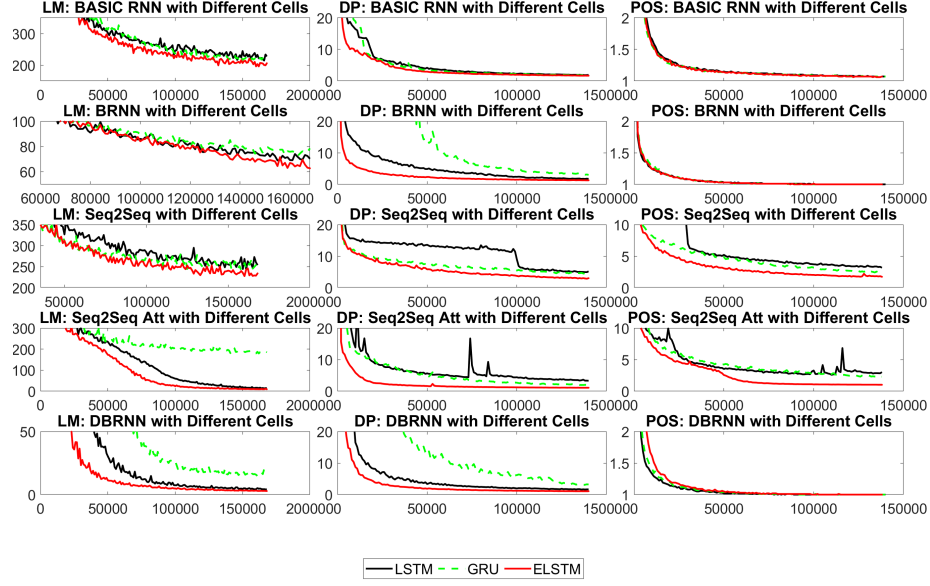 LM: BASIC RNN with Different Cells DP: BASIC RNN with Different Cells POS: BASIC RNN with Different Cells
300 20 2
10 1.5
200
0 1
0 50000 100000 150000 200000 0 50000 100000 150000 0 50000 100000 150000
LM: BRNN with Different Cells DP: BRNN with Different Cells POS: BRNN with Different Cells
100 20 2
80 10 1.5
60 0 1
60000 80000 100000 120000 140000 160000 0 50000 100000 150000 0 50000 100000 150000
LM: Seq2Seq with Different Cells DP: Seq2Seq with Different Cells POS: Seq2Seq with Different Cells
350 20 10
300 10 5
250
200 0 0
50000 100000 150000 200000 0 50000 100000 150000 0 50000 100000 150000
LM: Seq2Seq Att with Different Cells DP: Seq2Seq Att with Different Cells POS: Seq2Seq Att with Different Cells
300 20 10
200 10 5
100
0 0 0
0 50000 100000 150000 200000 0 50000 100000 150000 0 50000 100000 150000
LM: DBRNN with Different Cells DP: DBRNN with Different Cells POS: DBRNN with Different Cells
50 20 2
10 1.5
0 0 1
0 50000 100000 150000 200000 0 50000 100000 150000 0 50000 100000 150000
LSTM GRU ELSTM